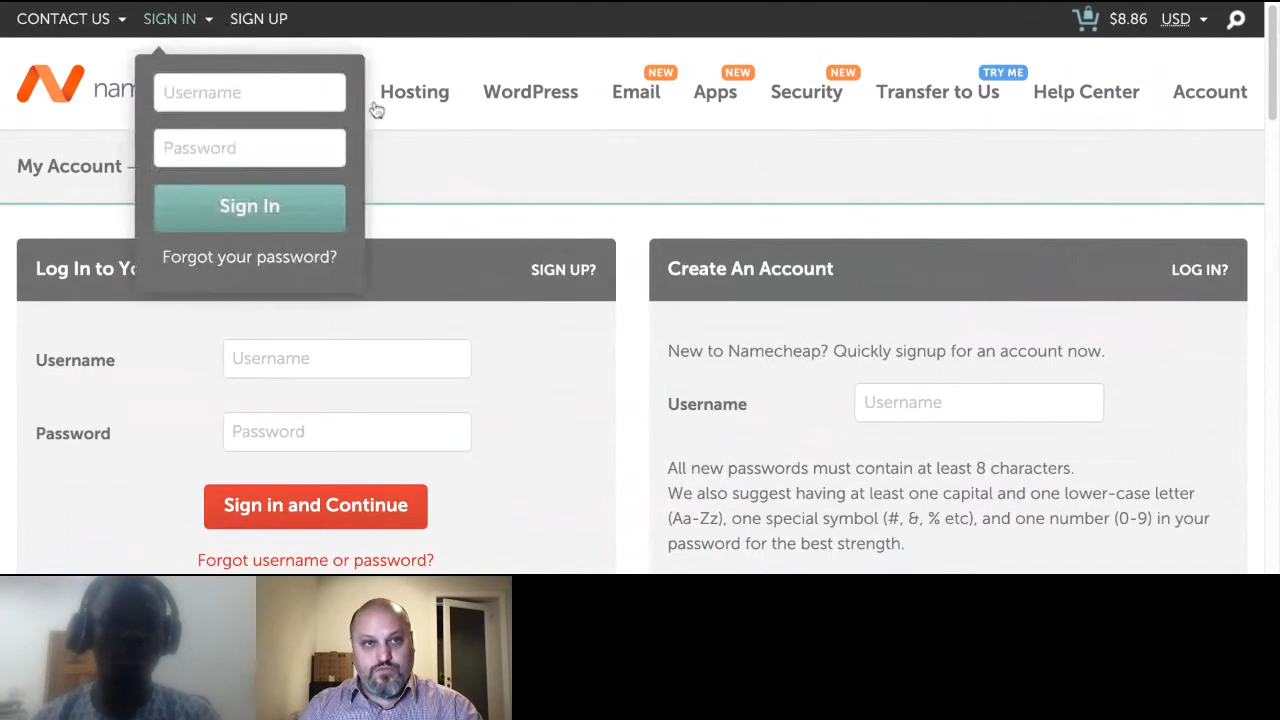 CONTACT US SIGN IN SIGN UP $8.86 USD
NEW NEW NEW TRY ME
nam Hosting WordPress Email Apps Security Transfer to Us Help Center Account
Username
Password
Sign In
Forgot your password?
My Account –
Log In to Yo SIGN UP?
Username Username
Password Password
Sign in and Continue
Forgot username or password?
Create An Account LOG IN?
New to Namecheap? Quickly signup for an account now.
Username Username
All new passwords must contain at least 8 characters.
We also suggest having at least one capital and one lower-case letter
(Aa-Zz), one special symbol (#, &, % etc), and one number (0-9) in your
password for the best strength.